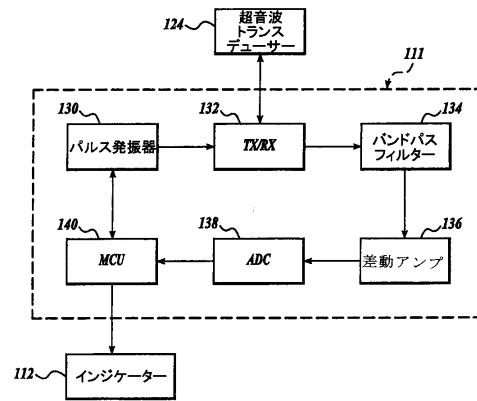 124
超音波
トランス
デューサー
111
130
132
134
パルス発振器
TX/RX
バンドパス
フィルター
140
138
136
MCU
ADC
差動アンプ
112
インジケーター